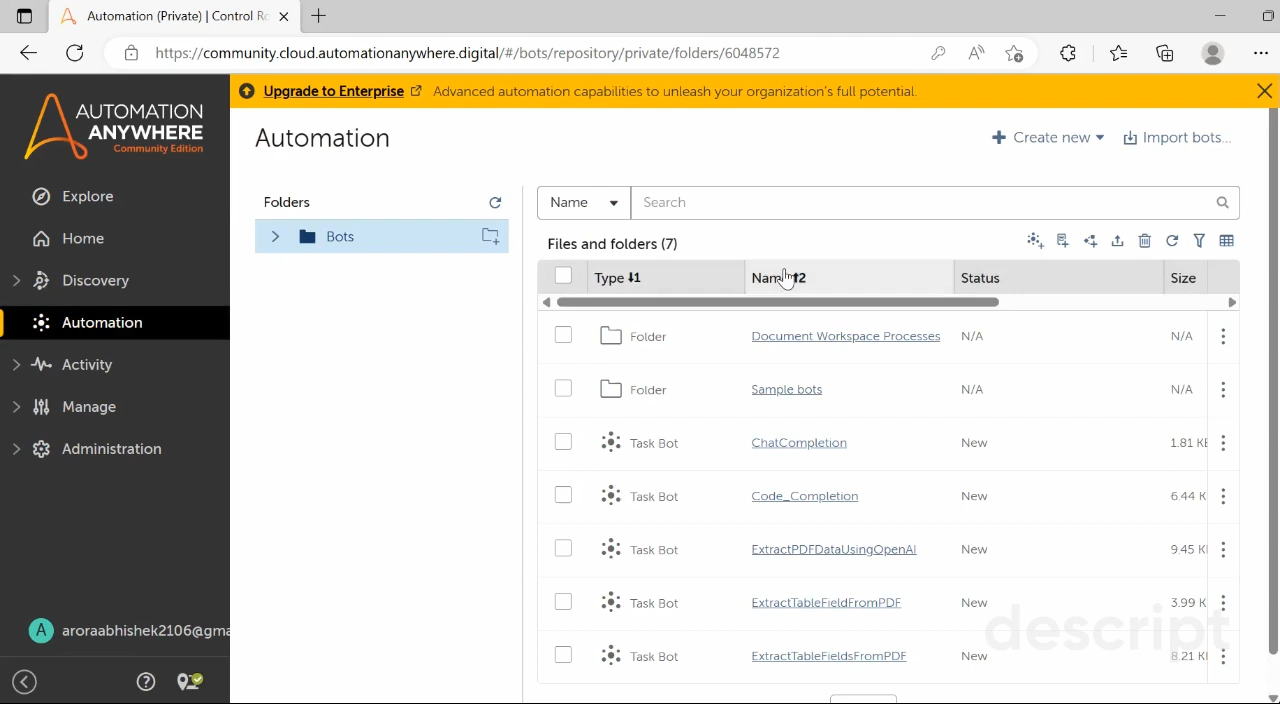 Automation (Private) | Control Ro
https://community.cloud.automationanywhere.digital/#/bots/repository/private/folders/6048572
AUTOMATION
ANYWHERE
Community Edition
Upgrade to Enterprise Advanced automation capabilities to unleash your organization's full potential.
Automation
Create new
Import bots...
Explore
Home
Discovery
Automation
Activity
Manage
Administration
A aroraabhishek2106@gma
Folders
Bots
Name Search
Files and folders (7)
Type 1 Name 2 Status Size
Folder Document Workspace Processes N/A N/A
Folder Sample bots N/A N/A
Task Bot ChatCompletion New 1.81 KB
Task Bot Code_Completion New 6.44 K
Task Bot ExtractPDFDataUsingOpenAI New 9.45 K
Task Bot ExtractTableFieldFromPDF New 3.99 K
Task Bot ExtractTableFieldsFromPDF New 8.21 K
descript